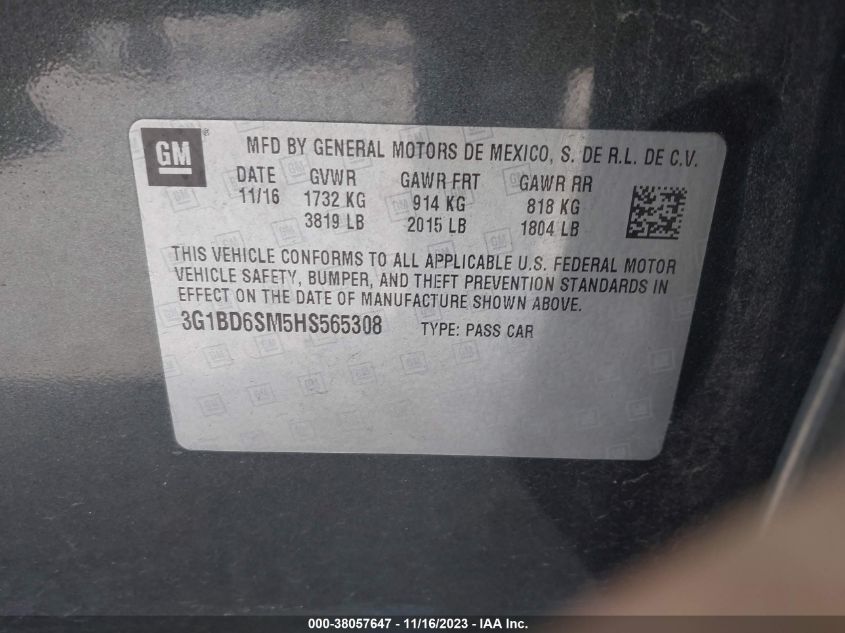 GM ® MFD BY GENERAL MOTORS DE MEXICO, S. DE R.L. DE C.V.
DATE GVWR GAWR FRT GAWR RR
11/16 1732 KG 914 KG 818 KG
3819 LB 2015 LB 1804 LB
THIS VEHICLE CONFORMS TO ALL APPLICABLE U.S. FEDERAL MOTOR
VEHICLE SAFETY, BUMPER, AND THEFT PREVENTION STANDARDS IN
EFFECT ON THE DATE OF MANUFACTURE SHOWN ABOVE.
3G1BD6SM5HS565308 TYPE: PASS CAR
000-38057647 - 11/16/2023 - IAA Inc.